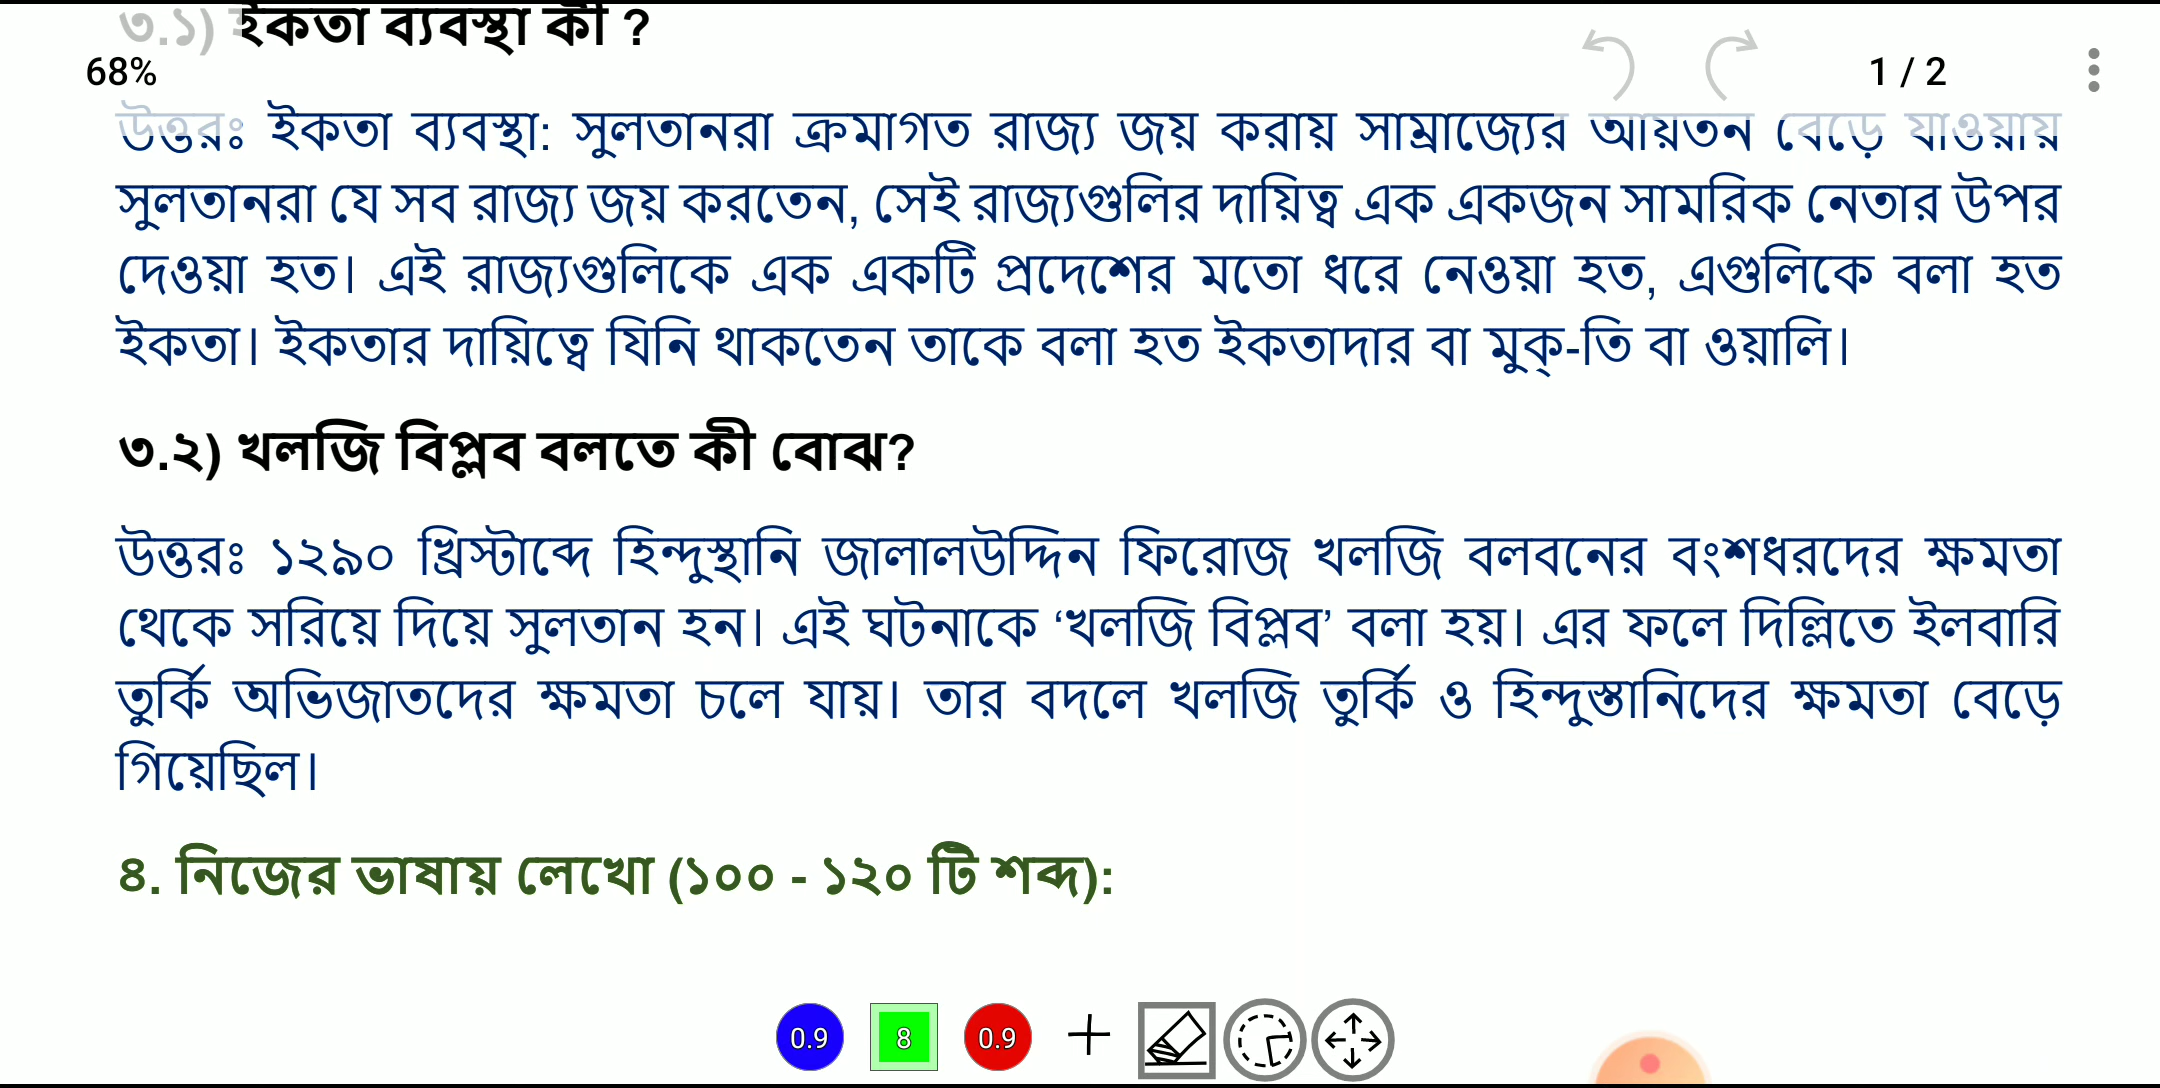 ৩.১) ইকতা ব্যবস্থা কী ?
68%
1 / 2
উত্তরঃ ইকতা ব্যবস্থা: সুলতানরা ক্রমাগত রাজ্য জয় করায় সাম্রাজ্যের আয়তন বেড়ে যাওয়ায়
সুলতানরা যে সব রাজ্য জয় করতেন, সেই রাজ্যগুলির দায়িত্ব এক একজন সামরিক নেতার উপর
দেওয়া হত। এই রাজ্যগুলিকে এক একটি প্রদেশের মতো ধরে নেওয়া হত, এগুলিকে বলা হত
ইকতা। ইকতার দায়িত্বে যিনি থাকতেন তাকে বলা হত ইকতাদার বা মুক্-তি বা ওয়ালি।
৩.২) খলজি বিপ্লব বলতে কী বোঝ?
উত্তরঃ ১২৯০ খ্রিস্টাব্দে হিন্দুস্থানি জালালউদ্দিন ফিরোজ খলজি বলবনের বংশধরদের ক্ষমতা
থেকে সরিয়ে দিয়ে সুলতান হন। এই ঘটনাকে ‘খলজি বিপ্লব’ বলা হয়। এর ফলে দিল্লিতে ইলবারি
তুর্কি অভিজাতদের ক্ষমতা চলে যায়। তার বদলে খলজি তুর্কি ও হিন্দুস্তানিদের ক্ষমতা বেড়ে
গিয়েছিল।
৪. নিজের ভাষায় লেখো (১০০ - ১২০ টি শব্দ):
0.9 8 0.9